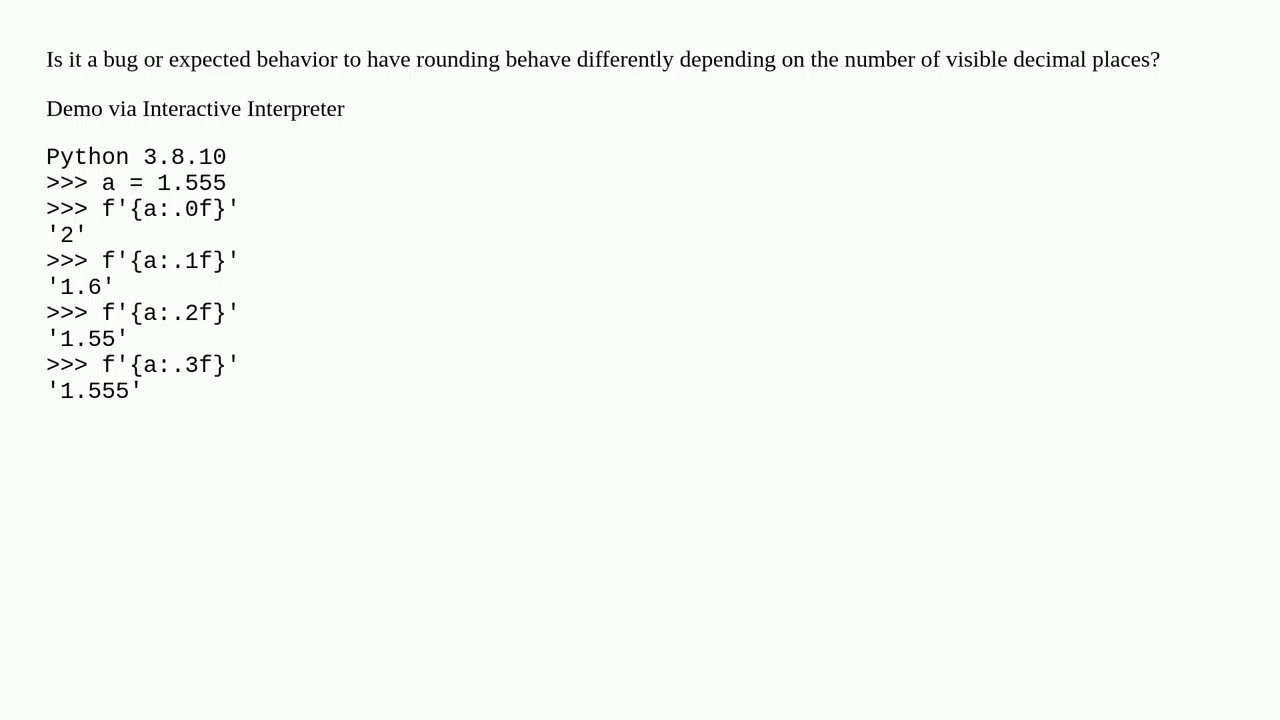 Is it a bug or expected behavior to have rounding behave differently depending on the number of visible decimal places?
Demo via Interactive Interpreter
Python 3.8.10
>>> a = 1.555
>>> f'{a:.0f}'
'2'
>>> f'{a:.1f}'
'1.6'
>>> f'{a:.2f}'
'1.55'
>>> f'{a:.3f}'
'1.555'